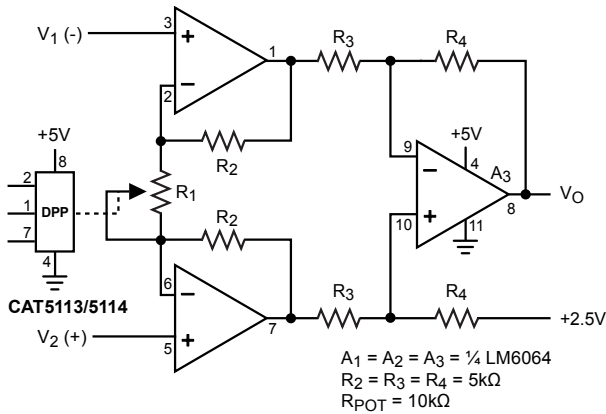 V1 (-)
3
+
1
R3
R4
−
2
+5V
R2
+5V
8
9
4
2
−
A3
1
DPP
R1
VO
+
8
7
R2
10
11
4
6
−
CAT5113/5114
R3
R4
+2.5V
7
V2 (+)
5
+
A1 = A2 = A3 = ¼ LM6064
R2 = R3 = R4 = 5kΩ
RPOT = 10kΩ